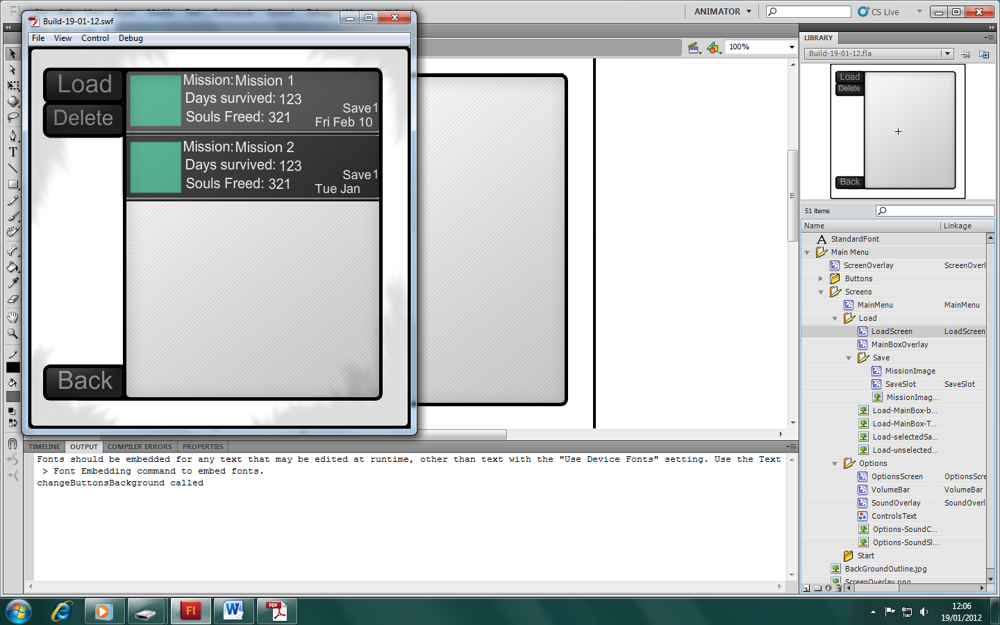 Build-19-01-12.swf
File View Control Debug
Load
Delete
Back
Mission: Mission 1
Days survived: 123
Souls Freed: 321
Save 1
Fri Feb 10
Mission: Mission 2
Days survived: 123
Souls Freed: 321
Save 1
Tue Jan
ANIMATOR
CS Live
100%
LIBRARY
Build-19-01-12.fla
Load
Delete
Back
51 items
Name Linkage
StandardFont
Main Menu
ScreenOverlay ScreenOverl
Buttons
Screens
MainMenu MainMenu
Load
LoadScreen LoadScreen
MainBoxOverlay
Save
MissionImage
SaveSlot SaveSlot
MissionImag...
Load-MainBox-b...
Load-MainBox-T...
Load-selectedSa...
Load-unselected...
Options
OptionsScreen OptionsScre
VolumeBar VolumeBar
SoundOverlay SoundOverl
ControlsText
Options-SoundC...
Options-SoundSl...
Start
BackGroundOutline.jpg
ScreenOverlay.png
TIMELINE OUTPUT COMPILER ERRORS PROPERTIES
Fonts should be embedded for any text that may be edited at runtime, other than text with the "Use Device Fonts" setting. Use the Text
> Font Embedding command to embed fonts.
changeButtonsBackground called
Fl
W
PDF
12:06
19/01/2012